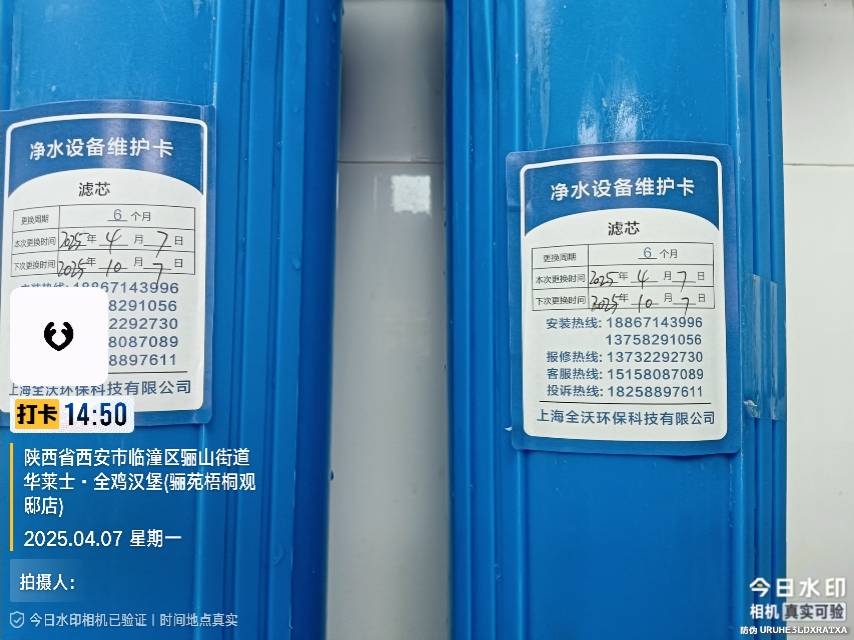 净水设备维护卡
滤芯
更换周期 6 个月
本次更换时间 2025年 4 月 7 日
下次更换时间 2025年 10 月 7 日
安装热线: 18867143996
8291056
2292730
8087089
8897611
上海全沃环保科技有限公司
净水设备维护卡
滤芯
更换周期 6 个月
本次更换时间 2025年 4 月 7 日
下次更换时间 2025年 10 月 7 日
安装热线: 18867143996
13758291056
报修热线: 13732292730
客服热线: 15158087089
投诉热线: 18258897611
上海全沃环保科技有限公司
打卡 14:50
陕西省西安市临潼区骊山街道
华莱士·全鸡汉堡(骊苑梧桐观
邸店)
2025.04.07 星期一
拍摄人:
今日水印相机已验证 | 时间地点真实
今日水印
相机 真实可验
防伪 URUHE3LDXRATXA